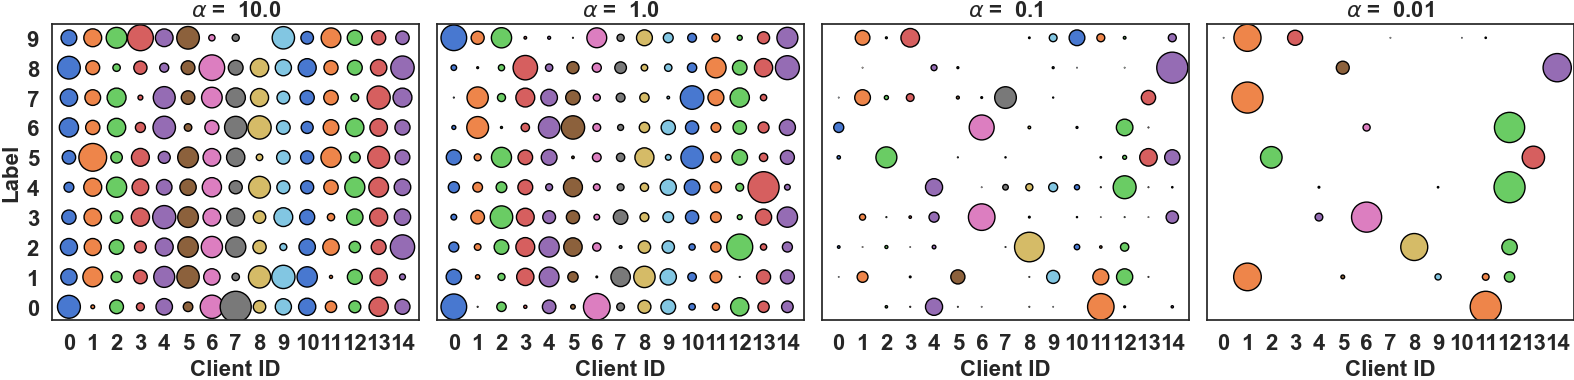 α = 10.0
α = 1.0
α = 0.1
α = 0.01
Label
9
8
7
6
5
4
3
2
1
0
0 1 2 3 4 5 6 7 8 9 10 11 12 13 14
0 1 2 3 4 5 6 7 8 9 10 11 12 13 14
0 1 2 3 4 5 6 7 8 9 10 11 12 13 14
0 1 2 3 4 5 6 7 8 9 10 11 12 13 14
Client ID
Client ID
Client ID
Client ID